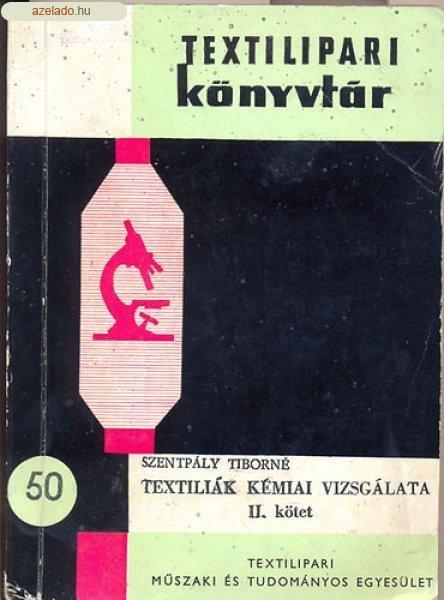 azelado.hu
TEXTILIPARI
könyvtár
SZENTPÁLY TIBORNÉ
50
TEXTILIÁK KÉMIAI VIZSGÁLATA
II. kötet
TEXTILIPARI
MŰSZAKI ÉS TUDOMÁNYOS EGYESÜLET